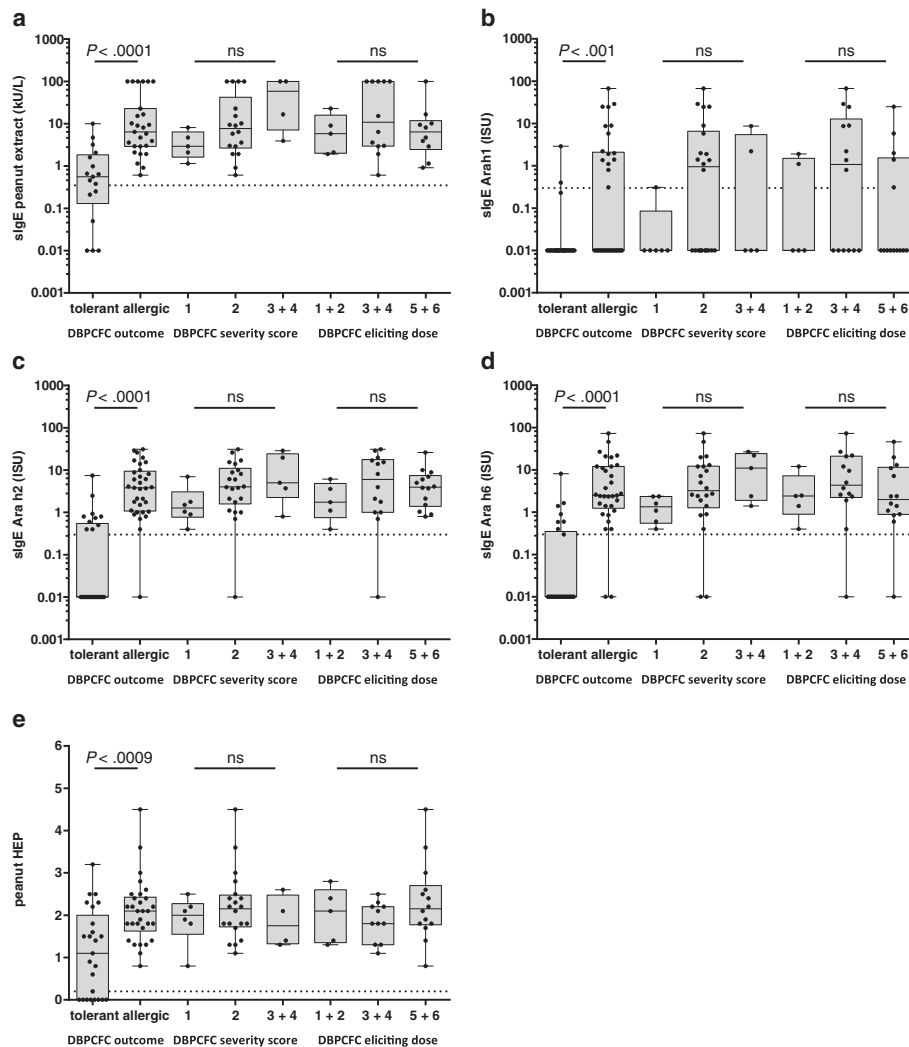 a
P< .0001 ns ns
sIgE peanut extract (kU/L)
1000
100
10
1
0.1
0.01
0.001
tolerant allergic 1 2 3 + 4 1 + 2 3 + 4 5 + 6
DBPCFC outcome DBPCFC severity score DBPCFC eliciting dose
b
P< .001 ns ns
sIgE Arah1 (ISU)
1000
100
10
1
0.1
0.01
0.001
tolerant allergic 1 2 3 + 4 1 + 2 3 + 4 5 + 6
DBPCFC outcome DBPCFC severity score DBPCFC eliciting dose
c
P< .0001 ns ns
sIgE Ara h2 (ISU)
1000
100
10
1
0.1
0.01
0.001
tolerant allergic 1 2 3 + 4 1 + 2 3 + 4 5 + 6
DBPCFC outcome DBPCFC severity score DBPCFC eliciting dose
d
P< .0001 ns ns
sIgE Ara h6 (ISU)
1000
100
10
1
0.1
0.01
0.001
tolerant allergic 1 2 3 + 4 1 + 2 3 + 4 5 + 6
DBPCFC outcome DBPCFC severity score DBPCFC eliciting dose
e
P< .0009 ns ns
peanut HEP
6
5
4
3
2
1
0
tolerant allergic 1 2 3 + 4 1 + 2 3 + 4 5 + 6
DBPCFC outcome DBPCFC severity score DBPCFC eliciting dose